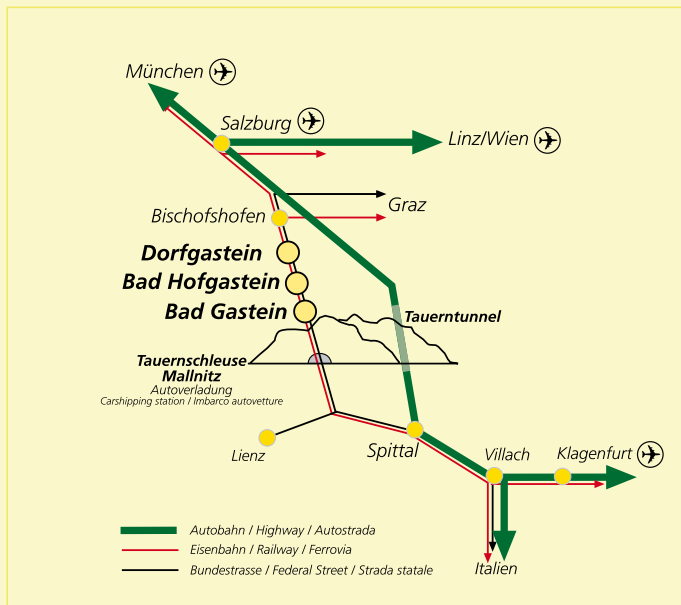 München
Salzburg
Linz/Wien
Graz
Bischofshofen
Dorfgastein
Bad Hofgastein
Bad Gastein
Tauerntunnel
Tauernschleuse
Mallnitz
Autoverladung
Carshipping station / Imbarco autovetture
Lienz
Spittal
Villach
Klagenfurt
Autobahn / Highway / Autostrada
Eisenbahn / Railway / Ferrovia
Bundestrasse / Federal Street / Strada statale
Italien